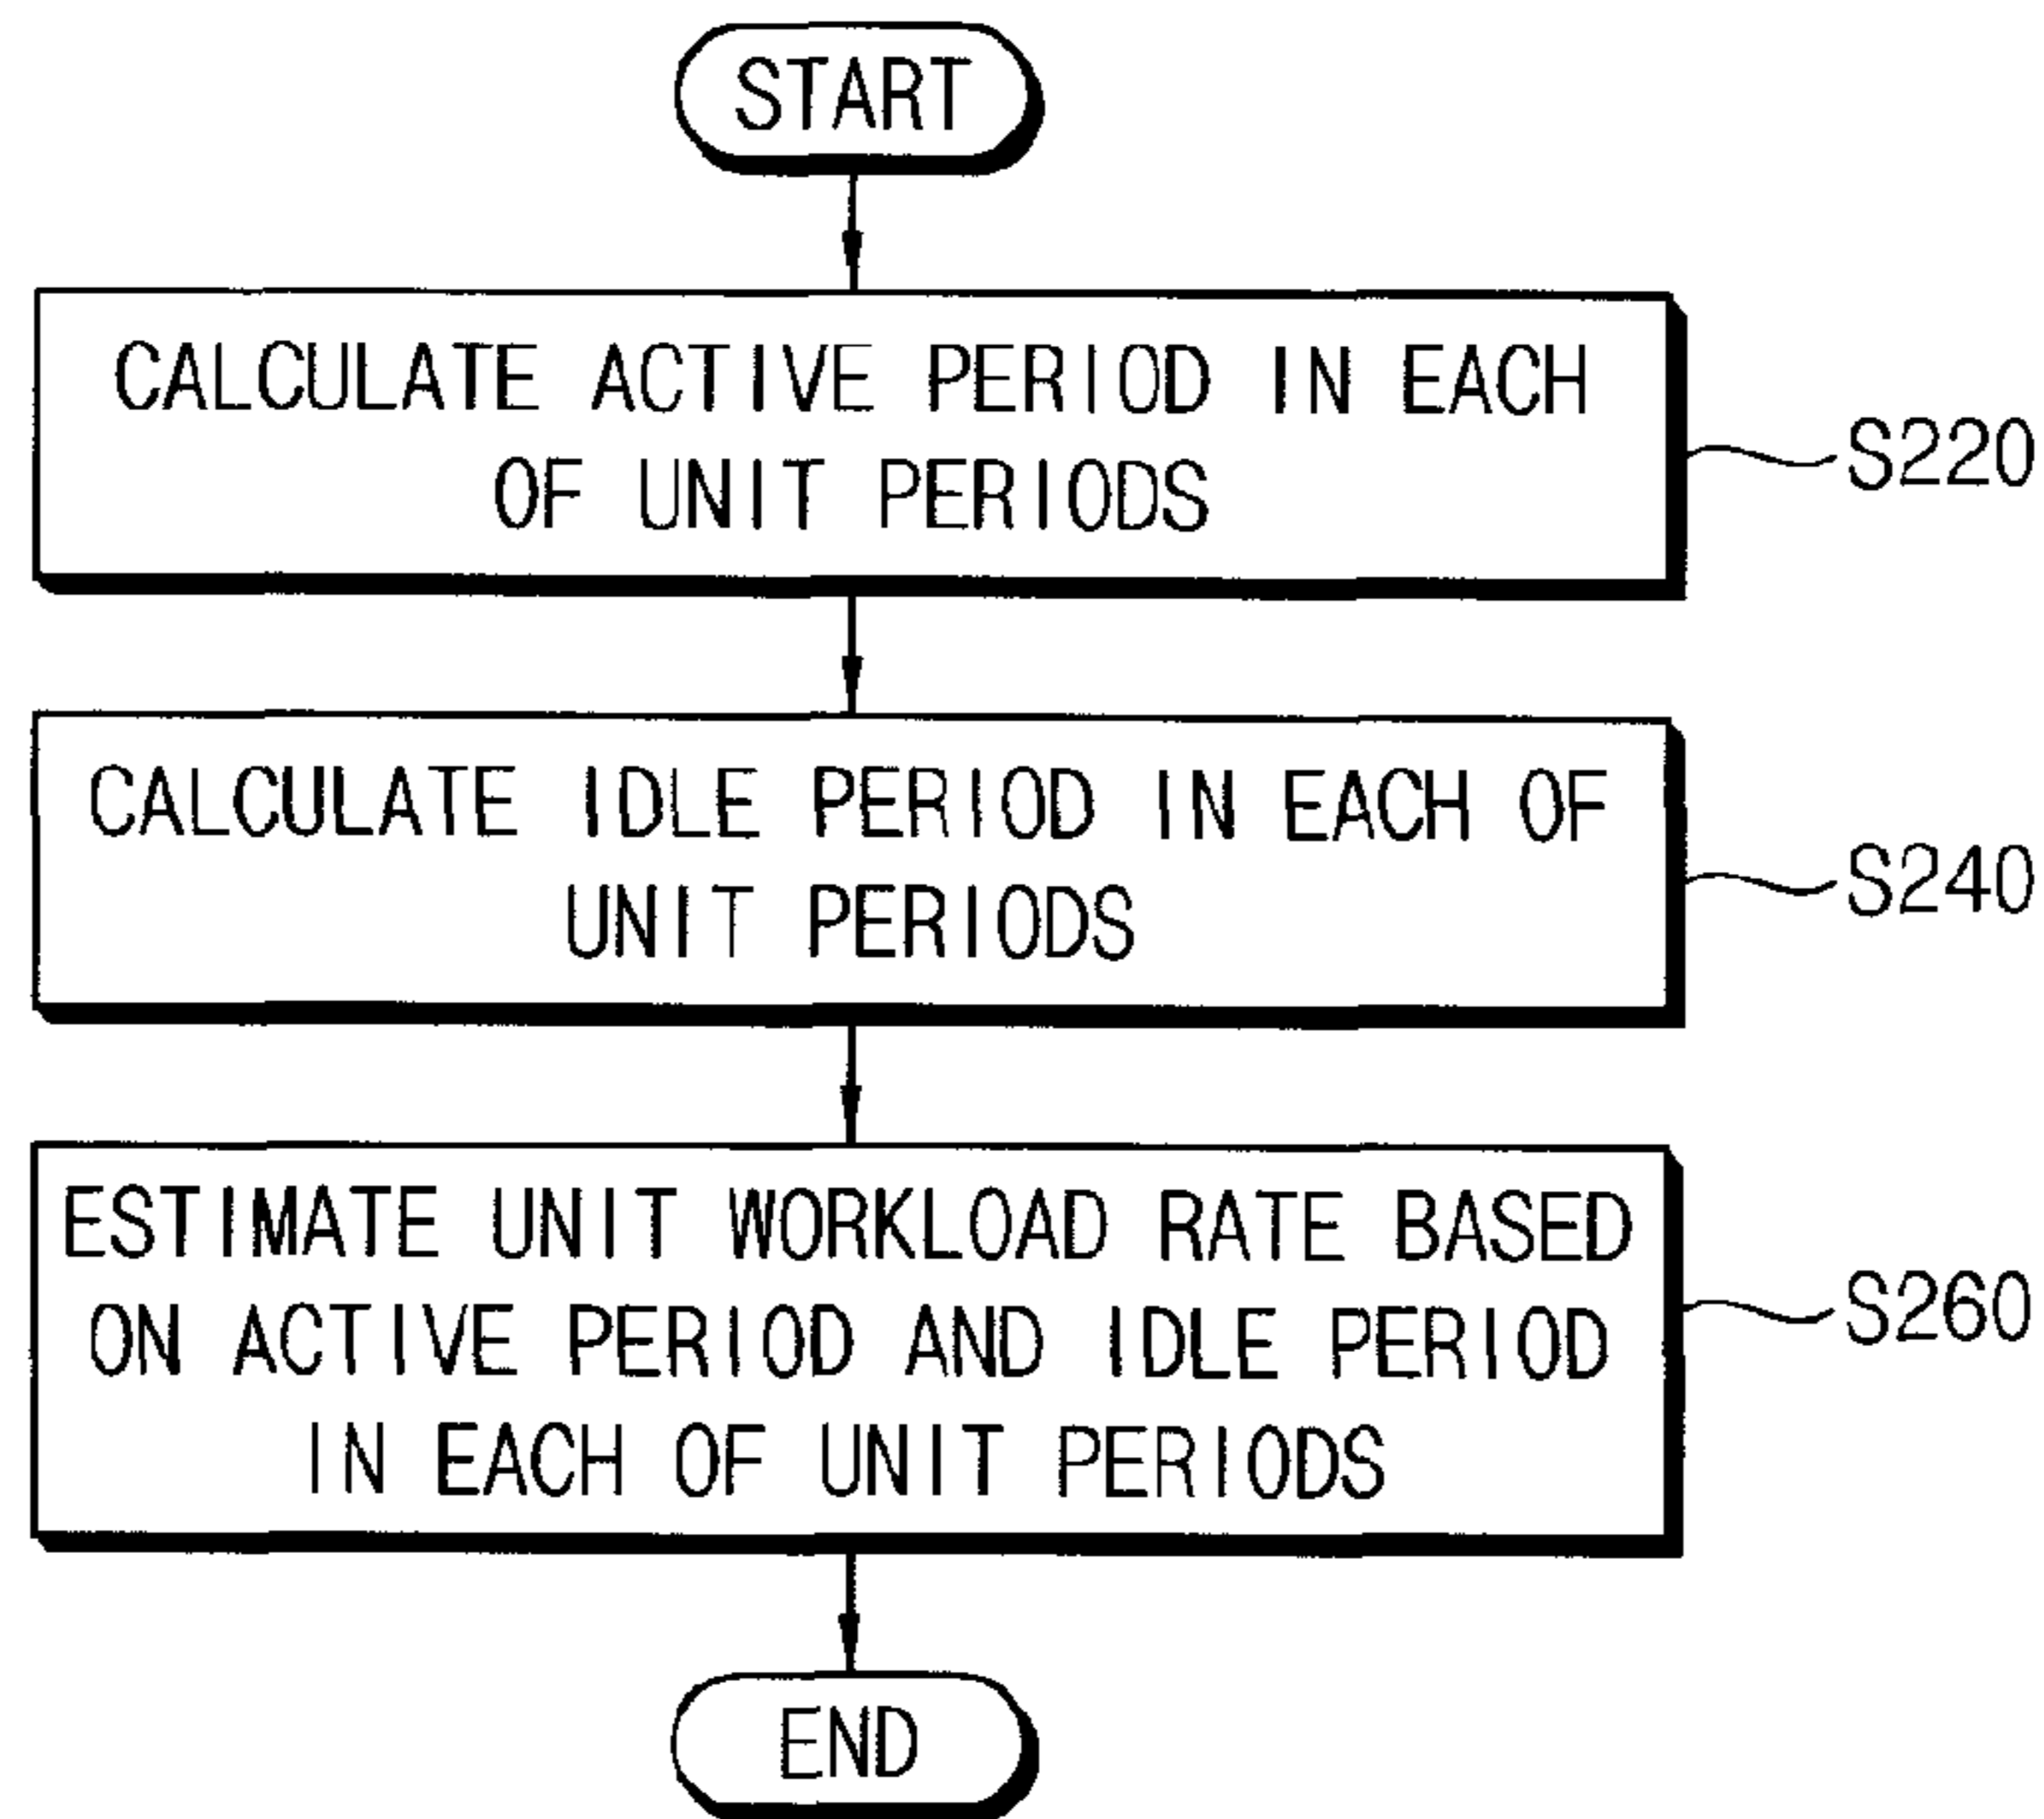 START
CALCULATE ACTIVE PERIOD IN EACH
OF UNIT PERIODS
S220
CALCULATE IDLE PERIOD IN EACH OF
UNIT PERIODS
S240
ESTIMATE UNIT WORKLOAD RATE BASED
ON ACTIVE PERIOD AND IDLE PERIOD
IN EACH OF UNIT PERIODS
S260
END